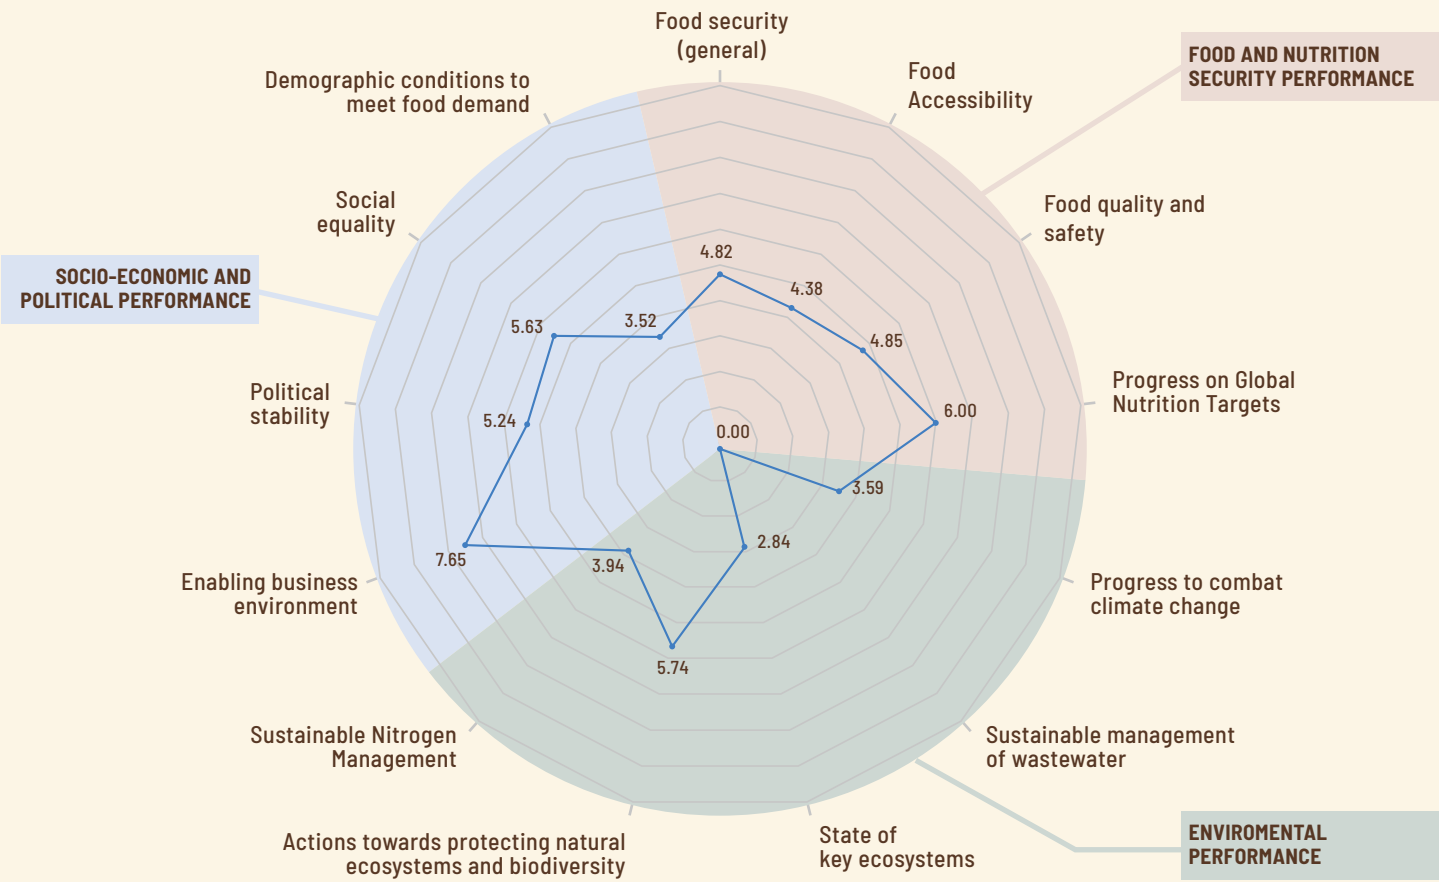 Food security
(general)
Food
Accessibility
FOOD AND NUTRITION
SECURITY PERFORMANCE
Demographic conditions to
meet food demand
Social
equality
Food quality and
safety
SOCIO-ECONOMIC AND
POLITICAL PERFORMANCE
4.82
4.38
3.52
5.63
4.85
Political
stability
Progress on Global
Nutrition Targets
5.24
6.00
0.00
3.59
2.84
7.65
3.94
Enabling business
environment
Progress to combat
climate change
5.74
Sustainable Nitrogen
Management
Sustainable management
of wastewater
Actions towards protecting natural
ecosystems and biodiversity
State of
key ecosystems
ENVIROMENTAL
PERFORMANCE